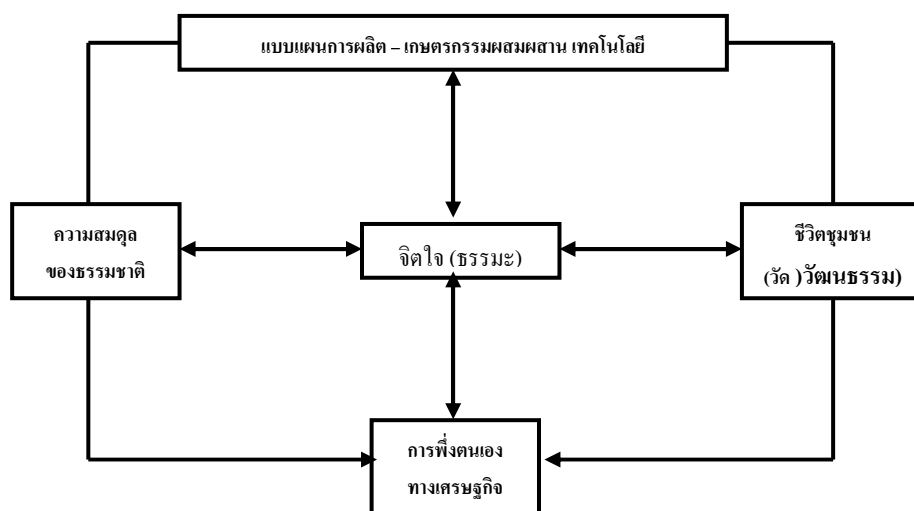 แบบแผนการผลิต – เกษตรกรรมผสมผสาน เทคโนโลยี
ความสมดุล
ของธรรมชาติ
จิตใจ (ธรรมะ)
ชีวิตชุมชน
(วัด )วัฒนธรรม)
การพึ่งตนเอง
ทางเศรษฐกิจ